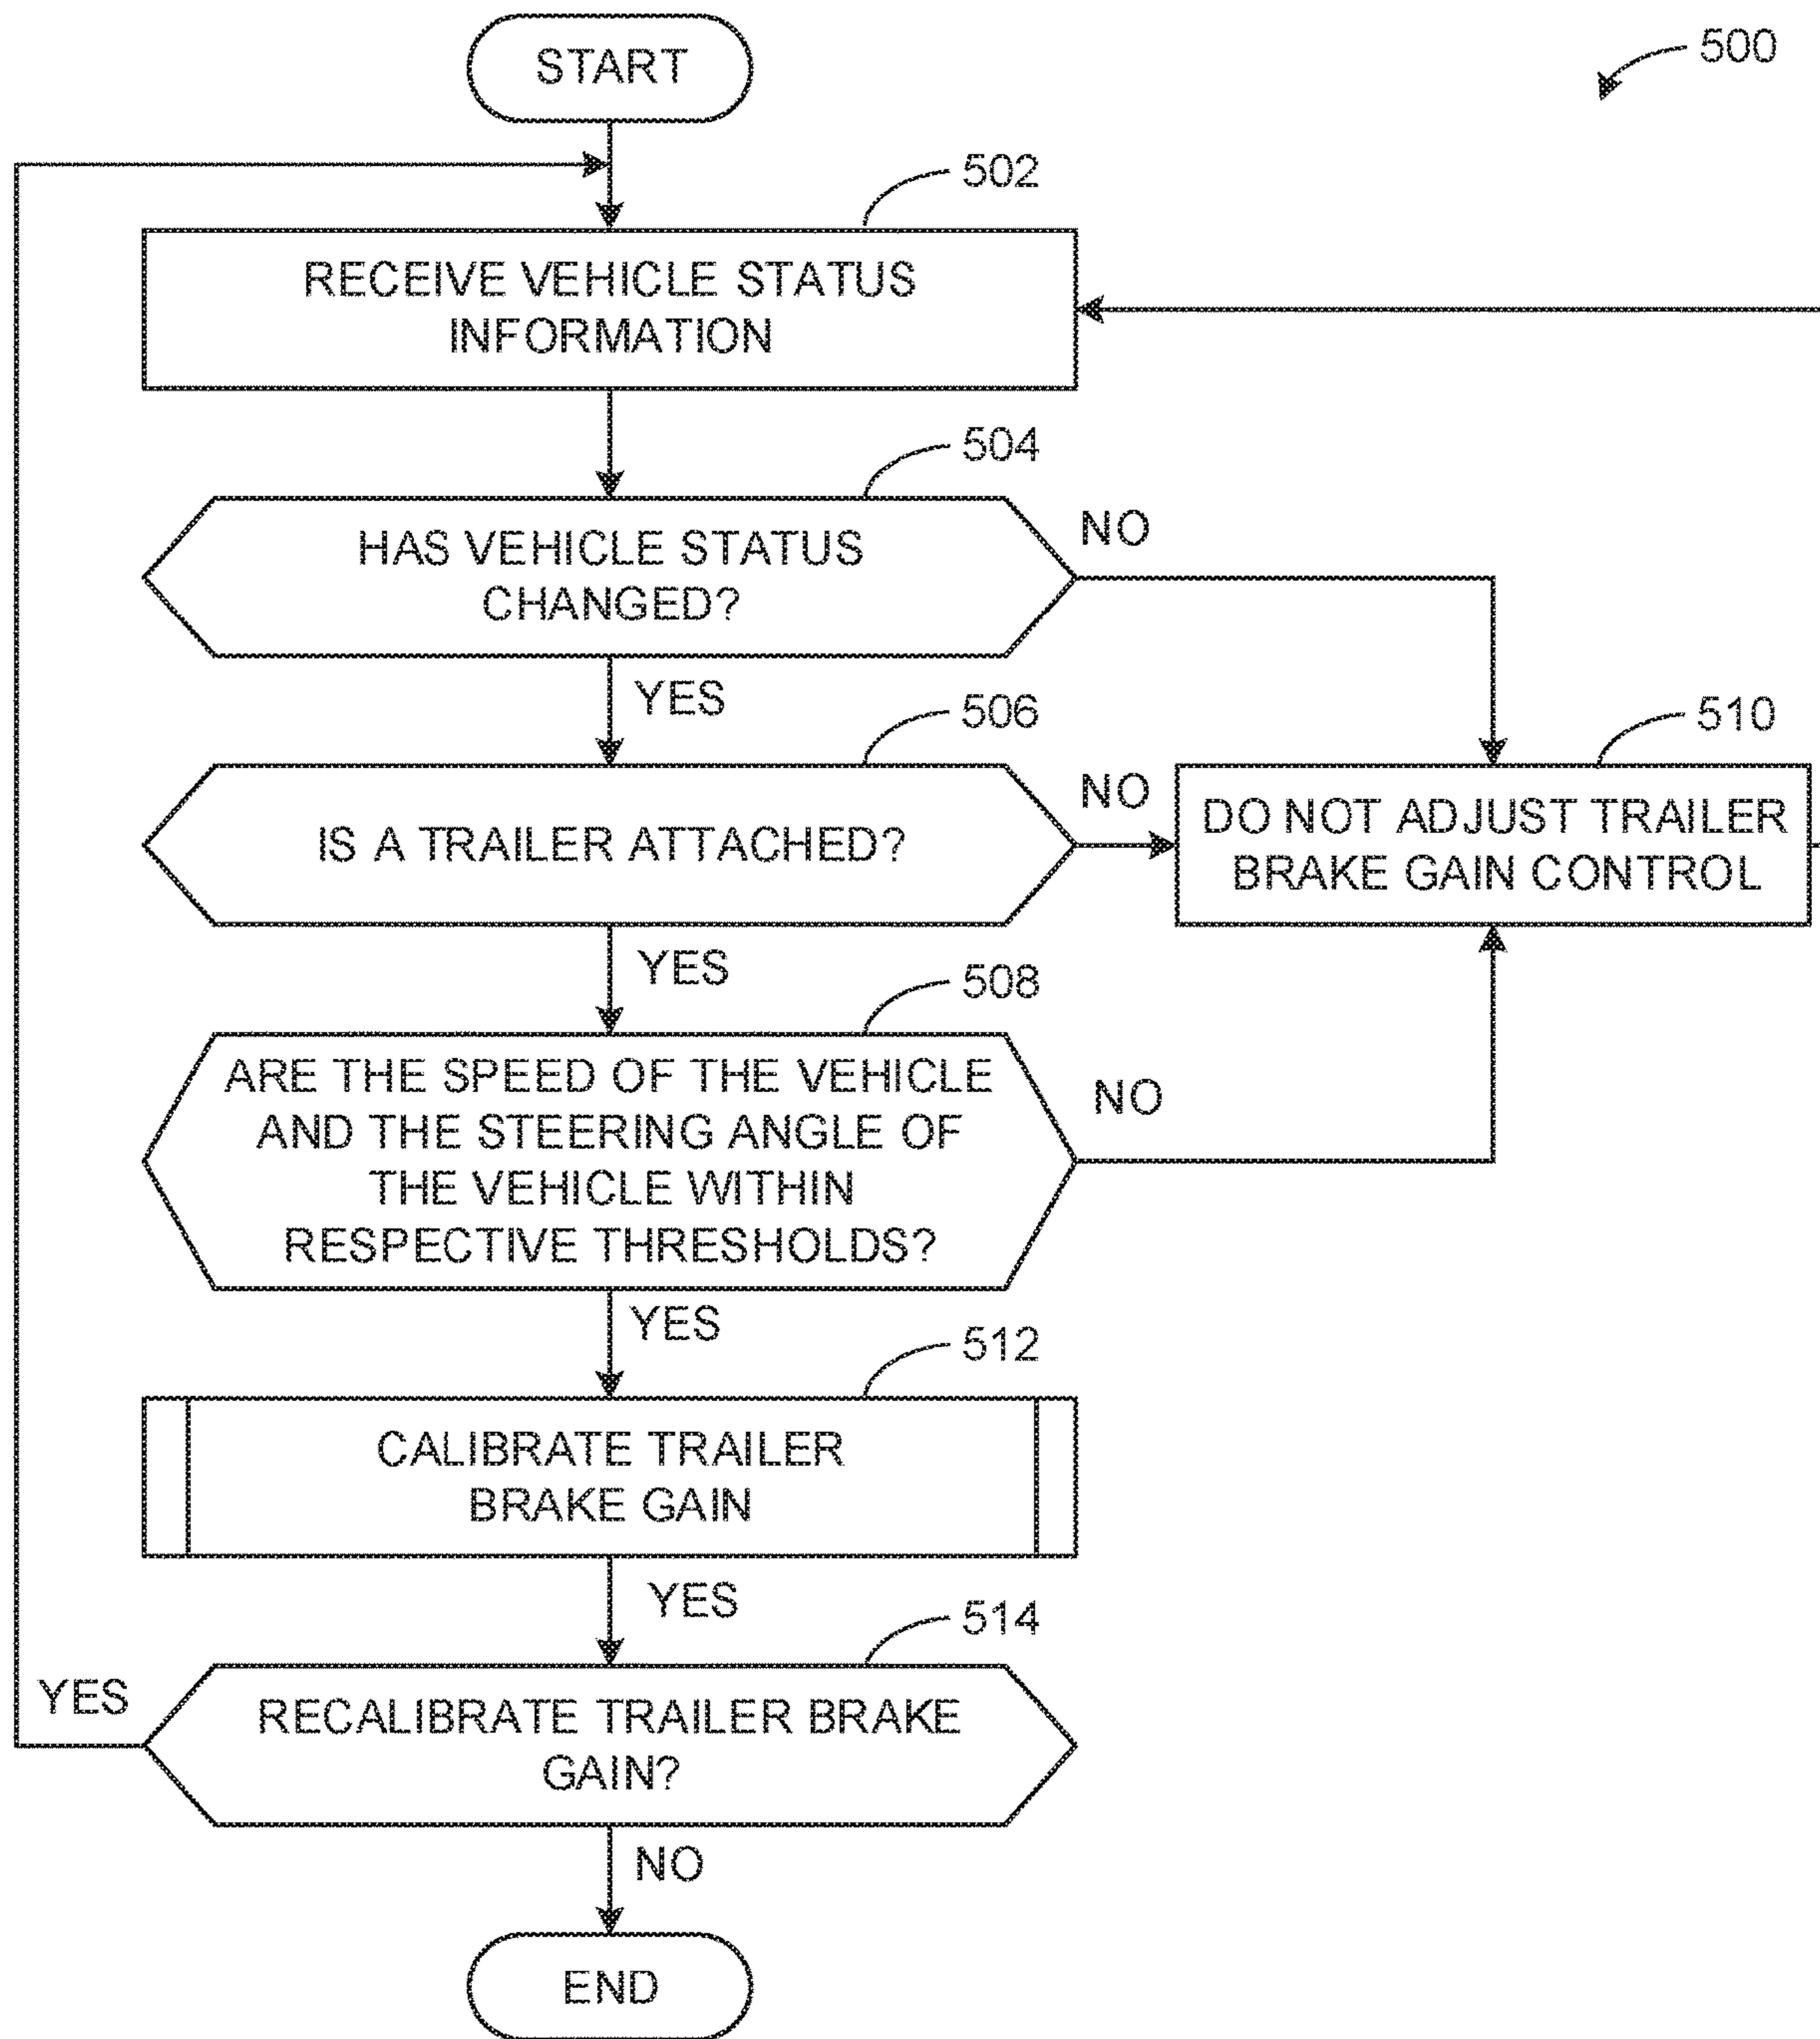 START
500
502
RECEIVE VEHICLE STATUS
INFORMATION
504
HAS VEHICLE STATUS
CHANGED?
NO
YES
506
IS A TRAILER ATTACHED?
NO
510
DO NOT ADJUST TRAILER
BRAKE GAIN CONTROL
YES
508
ARE THE SPEED OF THE VEHICLE
AND THE STEERING ANGLE OF
THE VEHICLE WITHIN
RESPECTIVE THRESHOLDS?
NO
YES
512
CALIBRATE TRAILER
BRAKE GAIN
YES
514
RECALIBRATE TRAILER BRAKE
GAIN?
YES
NO
END